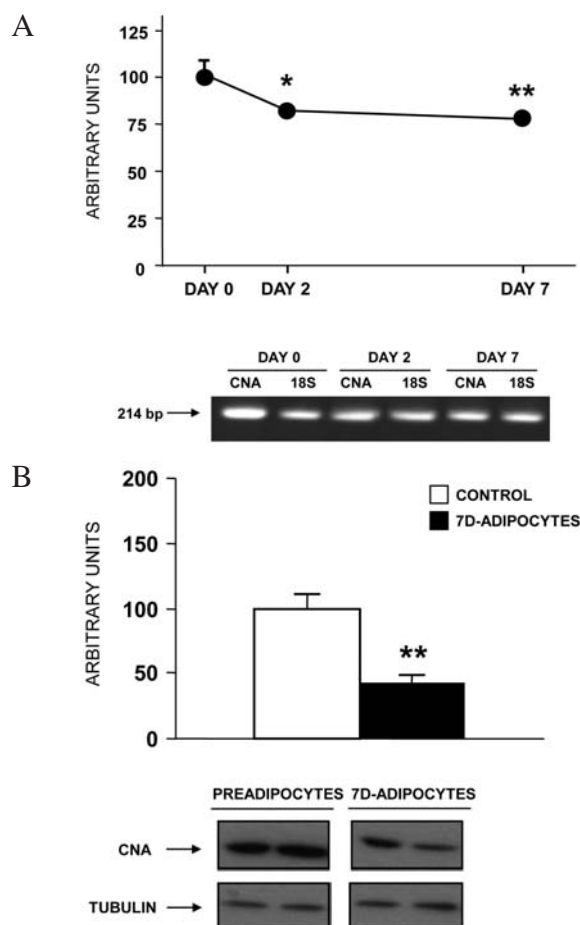 A
ARBITRARY UNITS
125
100
75
50
25
0
*
**
DAY 0 DAY 2 DAY 7
DAY 0 DAY 2 DAY 7
CNA 18S CNA 18S CNA 18S
214 bp
B
ARBITRARY UNITS
200
150
100
50
0
CONTROL
7D-ADIPOCYTES
**
PREADIPOCYTES 7D-ADIPOCYTES
CNA
TUBULIN